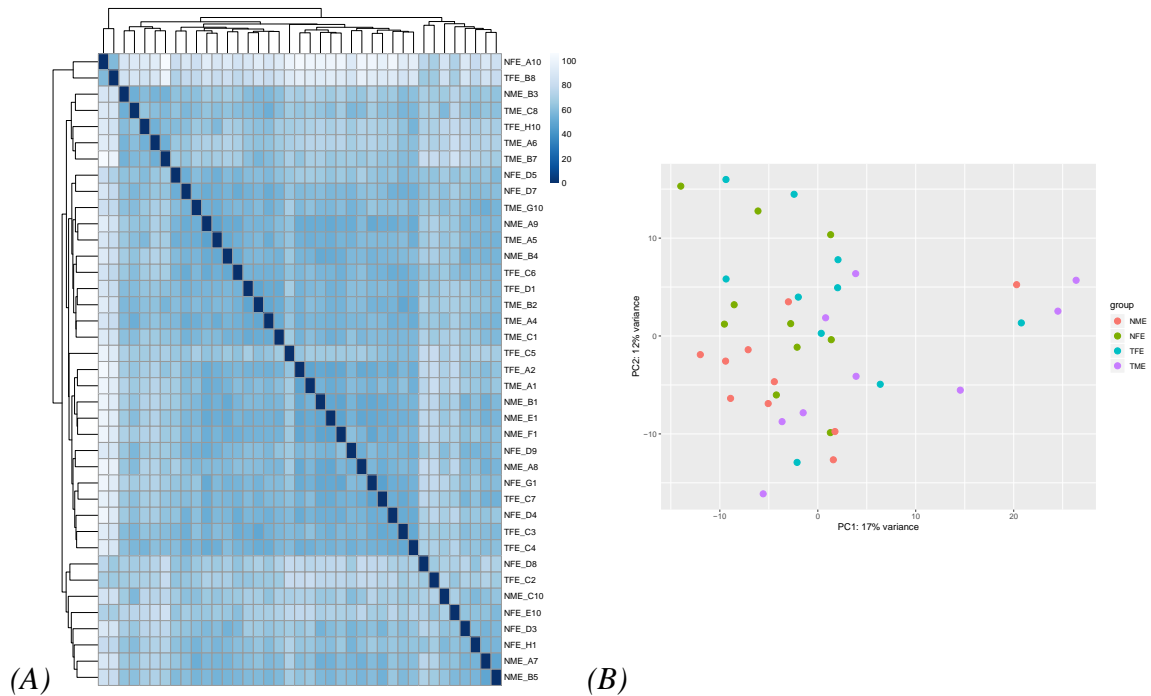 NFE_A10
TFE_B8
NME_B3
TME_C8
TFE_H10
TME_A6
TME_B7
NFE_D5
NFE_D7
TME_G10
NME_A9
TME_A5
NME_B4
TFE_C6
TFE_D1
TME_B2
TME_A4
TME_C1
TFE_C5
TFE_A2
TME_A1
NME_B1
NME_E1
NME_F1
NFE_D9
NME_A8
NFE_G1
TFE_C7
NFE_D4
TFE_C3
TFE_C4
NFE_D8
TFE_C2
NME_C10
NFE_E10
NFE_D3
NFE_H1
NME_A7
NME_B5
100
80
60
40
20
0
(A)
PC2: 12% variance
10
0
−10
−10
0
10
20
PC1: 17% variance
group
NME
NFE
TFE
TME
(B)